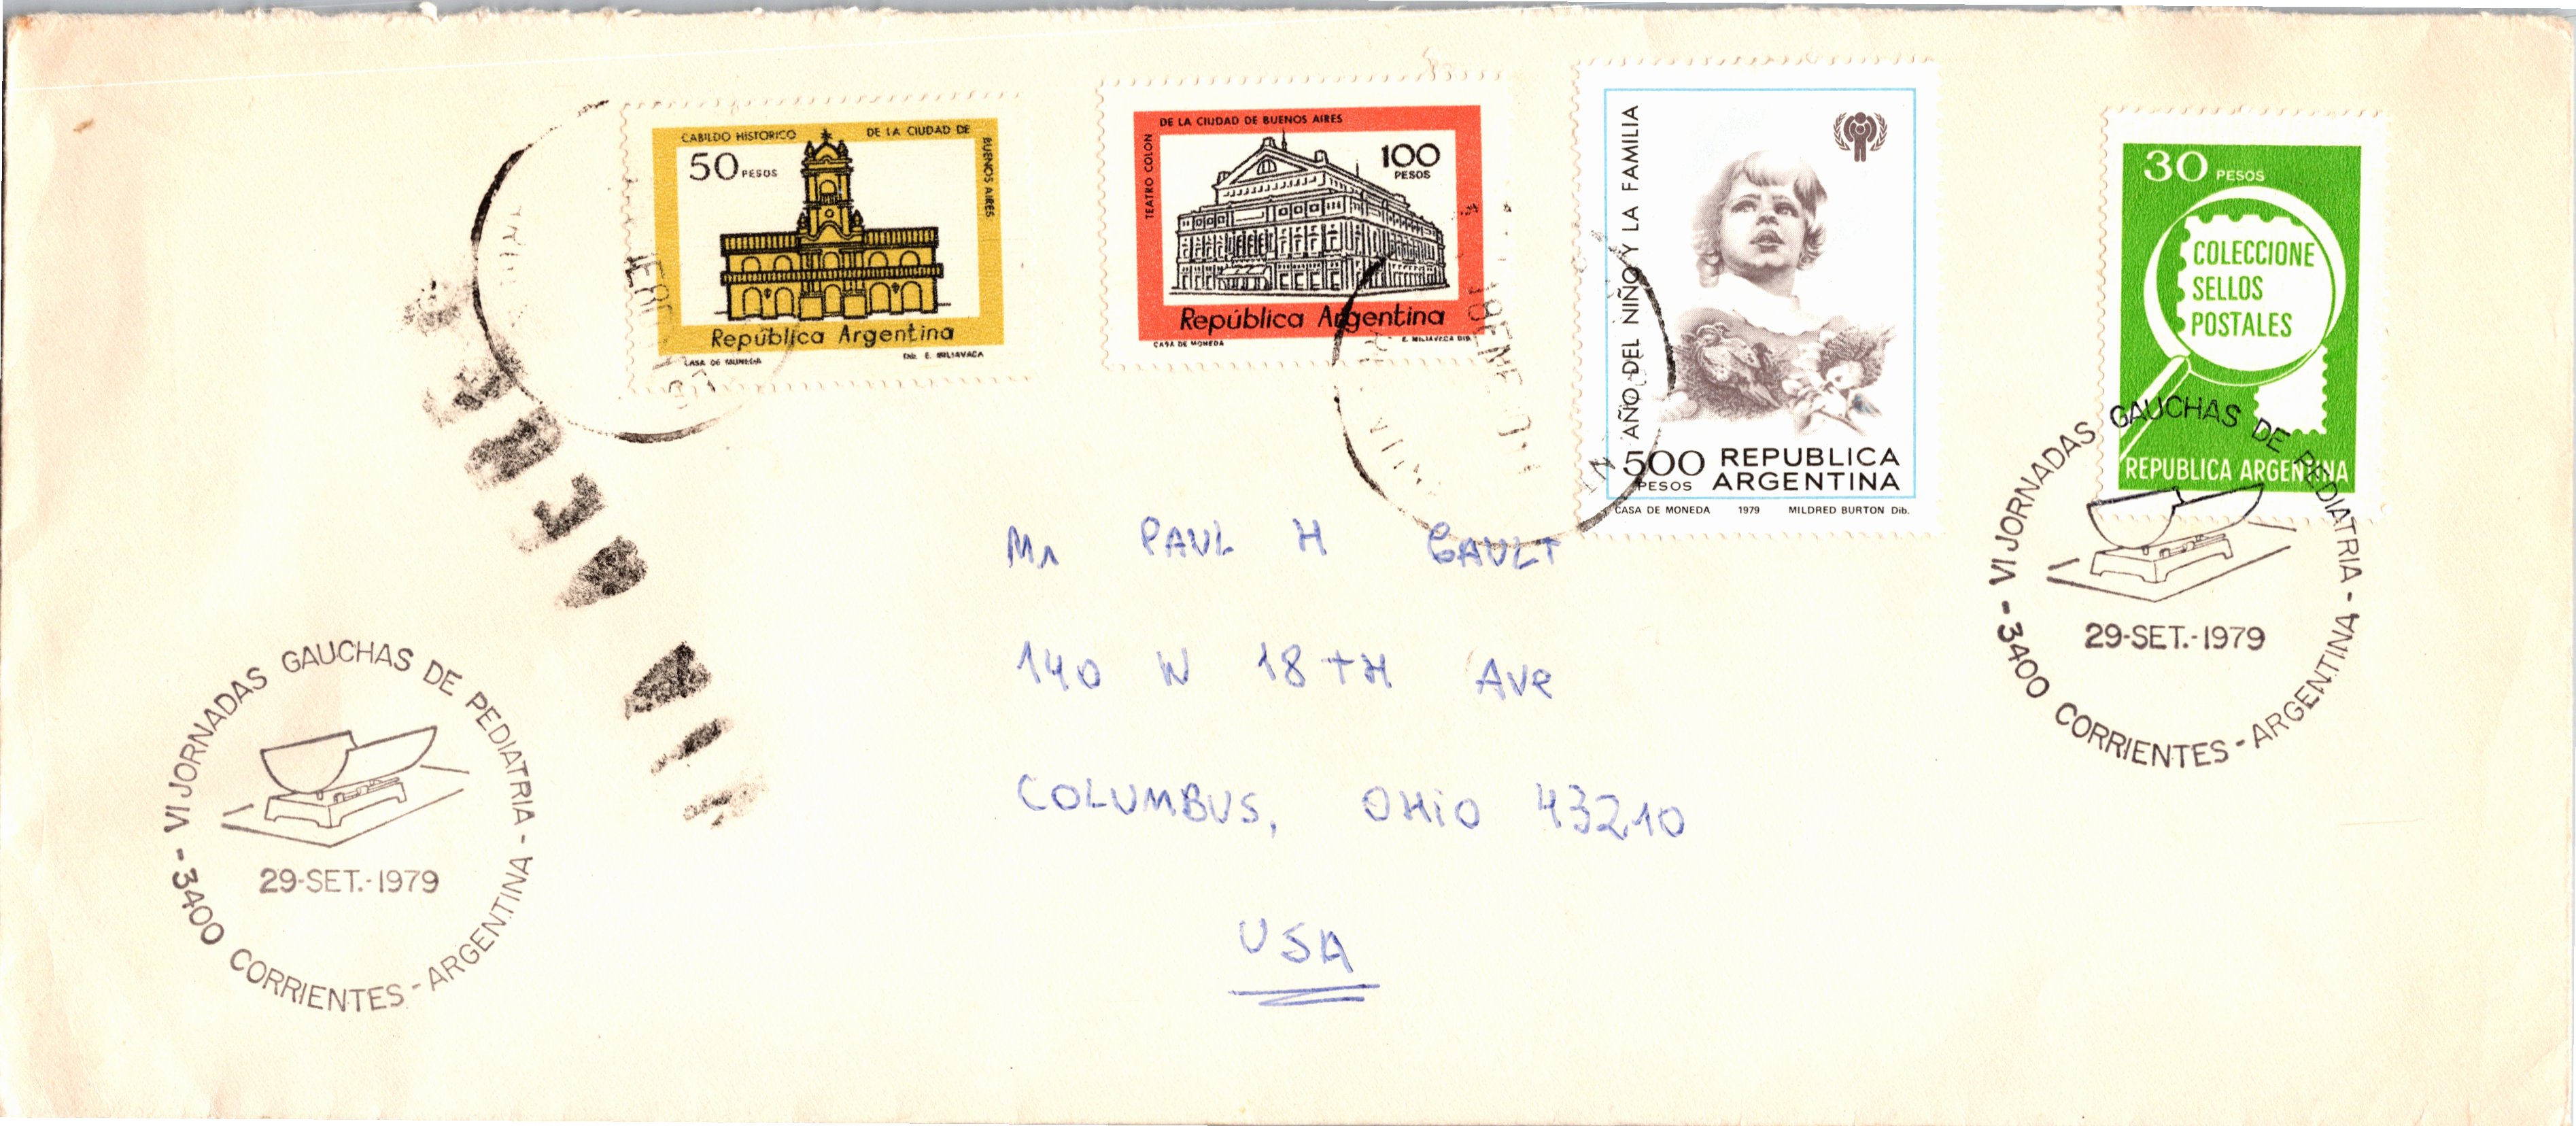 CABILDO HISTORICO DE LA CIUDAD DE BUENOS AIRES
50 PESOS
República Argentina
CASA DE MONEDA Dib. E. MILIAVACA
TEATRO COLON DE LA CIUDAD DE BUENOS AIRES
100 PESOS
República Argentina
CASA DE MONEDA E. MILIAVACA DIB.
AÑO DEL NIÑO Y LA FAMILIA
500 PESOS
REPUBLICA
ARGENTINA
CASA DE MONEDA 1979 MILDRED BURTON Dib.
30 PESOS
COLECCIONE
SELLOS
POSTALES
REPUBLICA ARGENTINA
VI JORNADAS GAUCHAS DE PEDIATRIA -
29-SET.-1979
- 3400 CORRIENTES - ARGENTINA
Mr PAUL H GAULT
140 W 18TH Ave
COLUMBUS, OHiO 43210
USA
VI JORNADAS GAUCHAS DE PEDIATRIA -
29-SET.-1979
- 3400 CORRIENTES - ARGENTINA